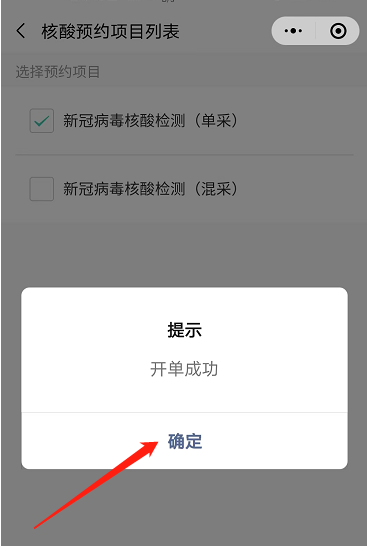 核酸预约项目列表
选择预约项目
新冠病毒核酸检测（单采）
新冠病毒核酸检测（混采）
提示
开单成功
确定